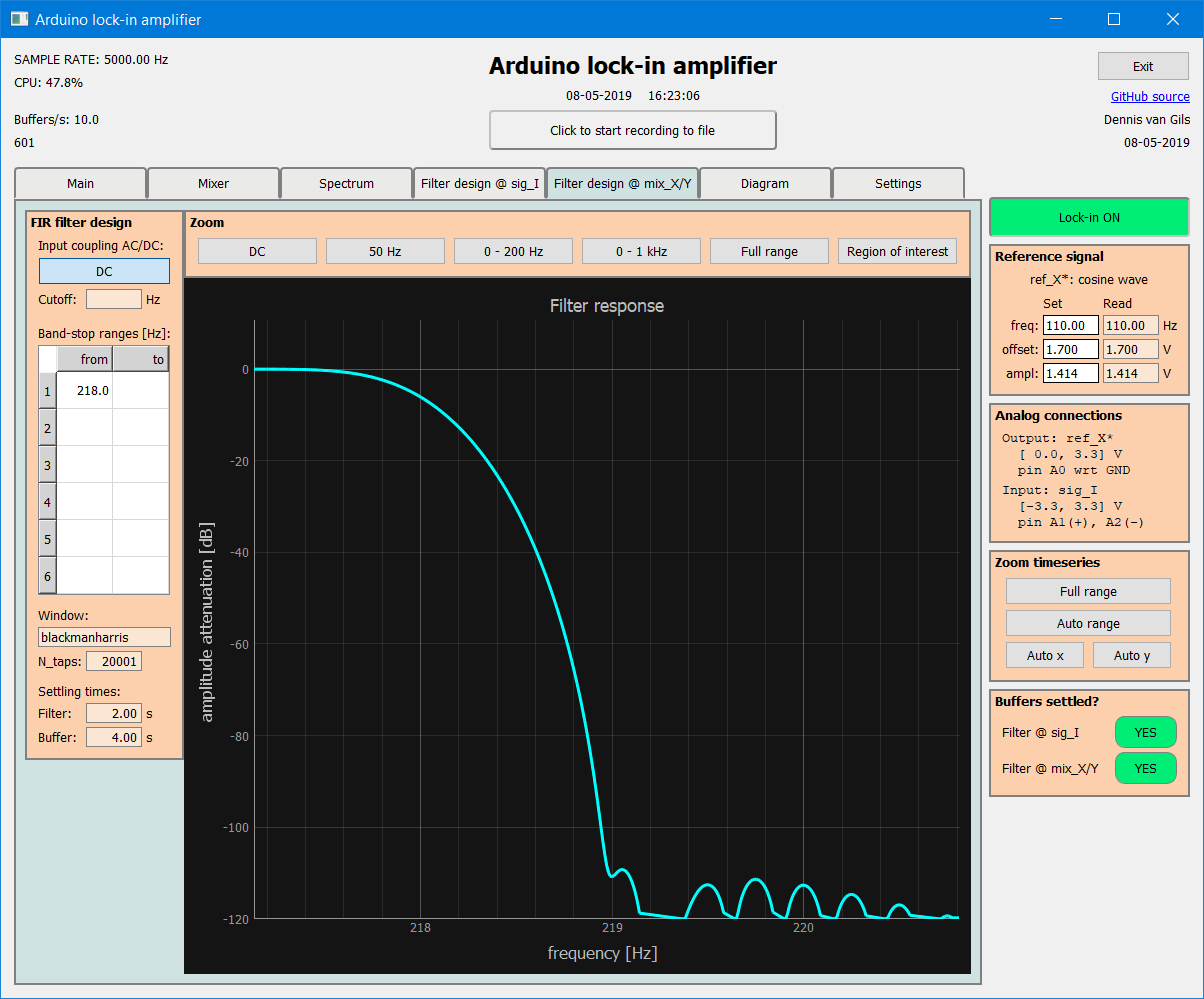 Arduino lock-in amplifier
SAMPLE RATE: 5000.00 Hz
CPU: 47.8%
Buffers/s: 10.0
601
Arduino lock-in amplifier
08-05-2019 16:23:06
Click to start recording to file
Exit
GitHub source
Dennis van Gils
08-05-2019
Main Mixer Spectrum Filter design @ sig_I Filter design @ mix_X/Y Diagram Settings
FIR filter design
Input coupling AC/DC:
DC
Cutoff: Hz
Band-stop ranges [Hz]:
from to
1 218.0
2
3
4
5
6
Window:
blackmanharris
N_taps: 20001
Settling times:
Filter: 2.00 s
Buffer: 4.00 s
Zoom
DC 50 Hz 0 - 200 Hz 0 - 1 kHz Full range Region of interest
Filter response
amplitude attenuation [dB]
0
-20
-40
-60
-80
-100
-120
218 219 220
frequency [Hz]
Lock-in ON
Reference signal
ref_X*: cosine wave
Set Read
freq: 110.00 110.00 Hz
offset: 1.700 1.700 V
ampl: 1.414 1.414 V
Analog connections
Output: ref_X*
[ 0.0, 3.3] V
pin A0 wrt GND
Input: sig_I
[-3.3, 3.3] V
pin A1(+), A2(-)
Zoom timeseries
Full range
Auto range
Auto x Auto y
Buffers settled?
Filter @ sig_I YES
Filter @ mix_X/Y YES